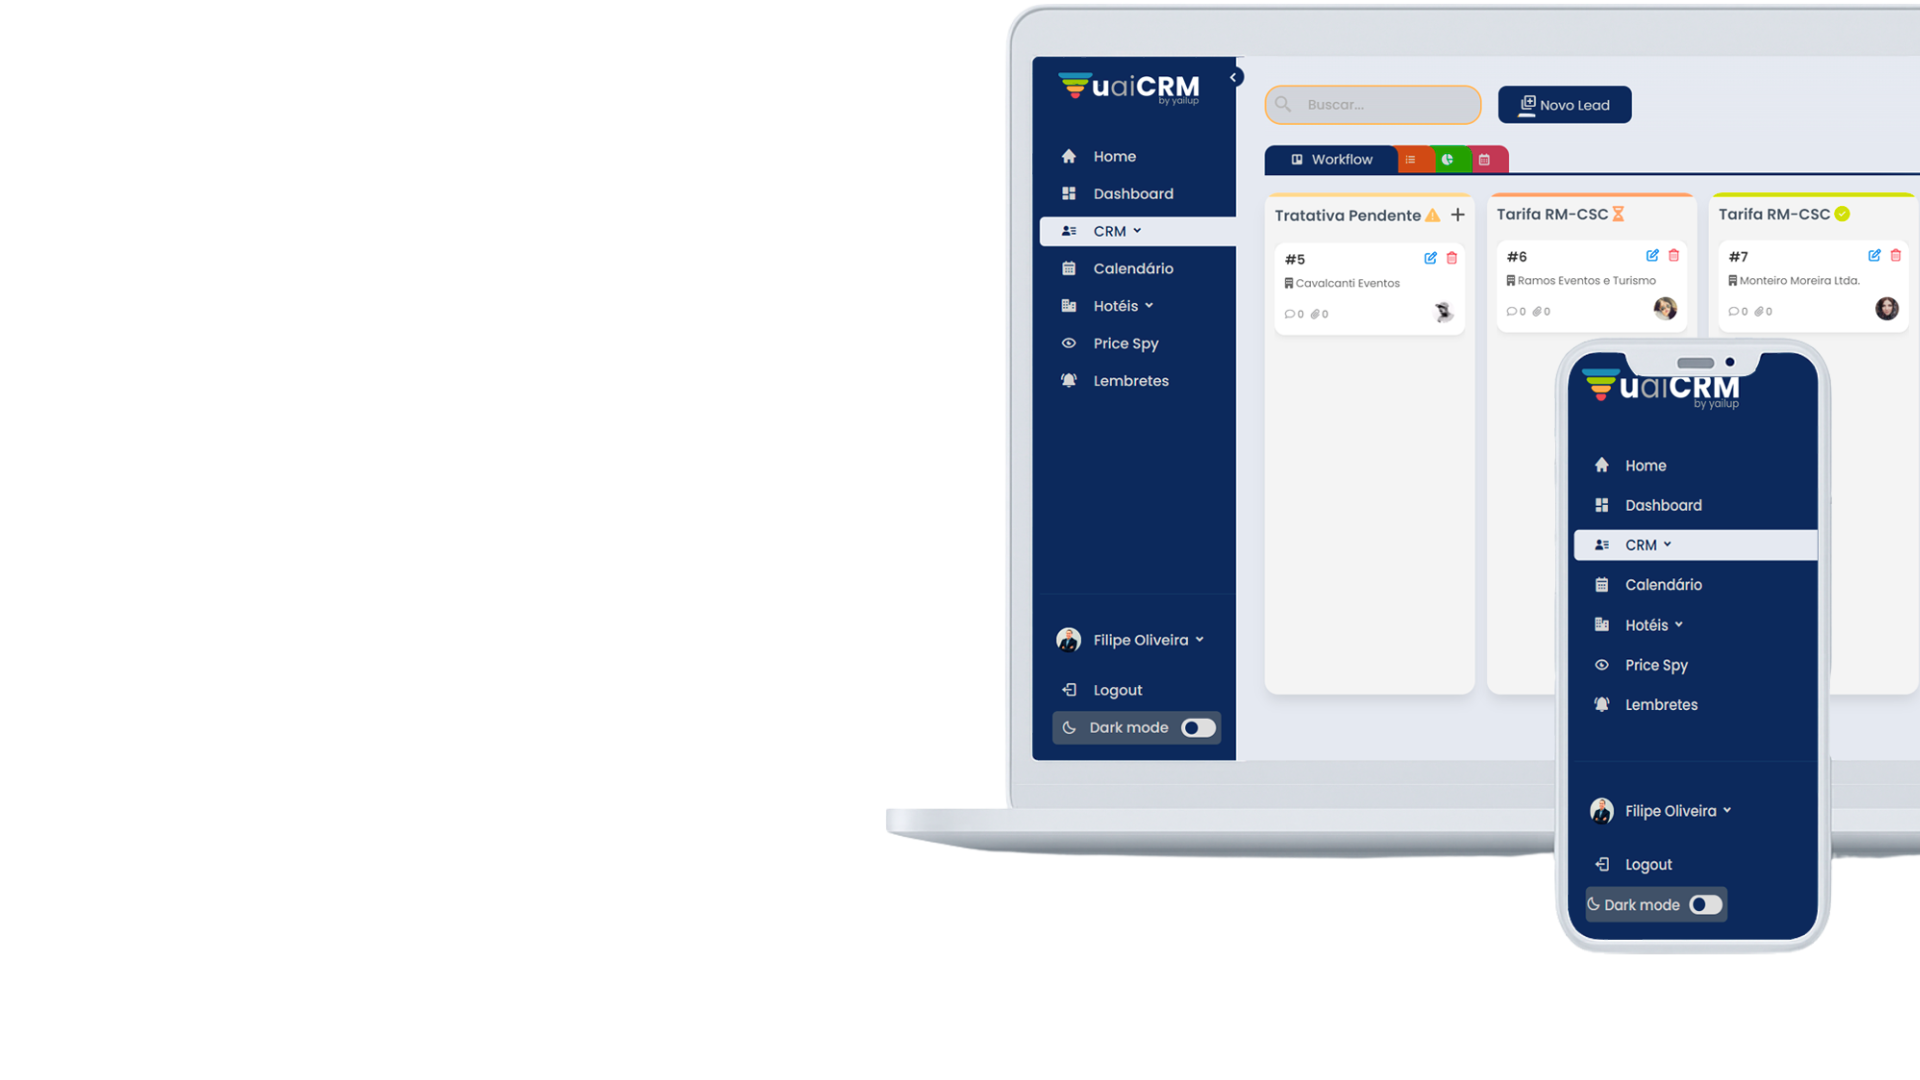 uaiCRM
by yailup
Home
Dashboard
CRM
Calendário
Hotéis
Price Spy
Lembretes
Filipe Oliveira
Logout
Dark mode
Buscar...
Novo Lead
Workflow
Tratativa Pendente
#5
Cavalcanti Eventos
0 0
Tarifa RM-CSC
#6
Ramos Eventos e Turismo
0 0
Tarifa RM-CSC
#7
Monteiro Moreira Ltda.
0 0
uaiCRM
by yailup
Home
Dashboard
CRM
Calendário
Hotéis
Price Spy
Lembretes
Filipe Oliveira
Logout
Dark mode